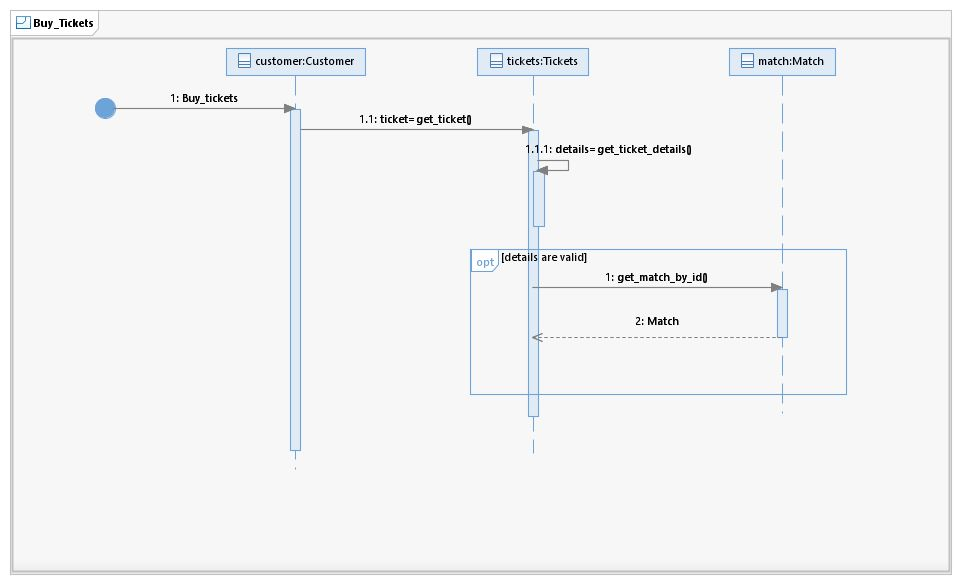 Buy_Tickets
customer:Customer
tickets:Tickets
match:Match
1: Buy_tickets
1.1: ticket=get_ticket()
1.1.1: details=get_ticket_details()
opt
[details are valid]
1: get_match_by_id()
2: Match